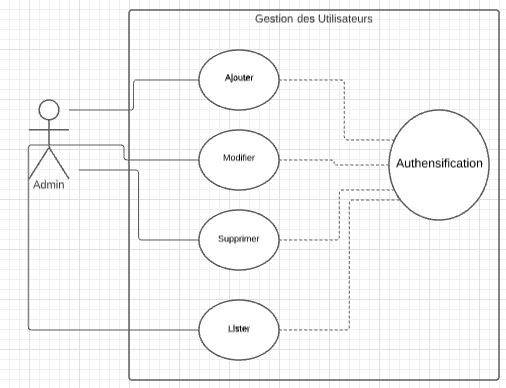 Gestion des Utilisateurs
Ajouter
Modifier
Authensification
Admin
Supprimer
Lister